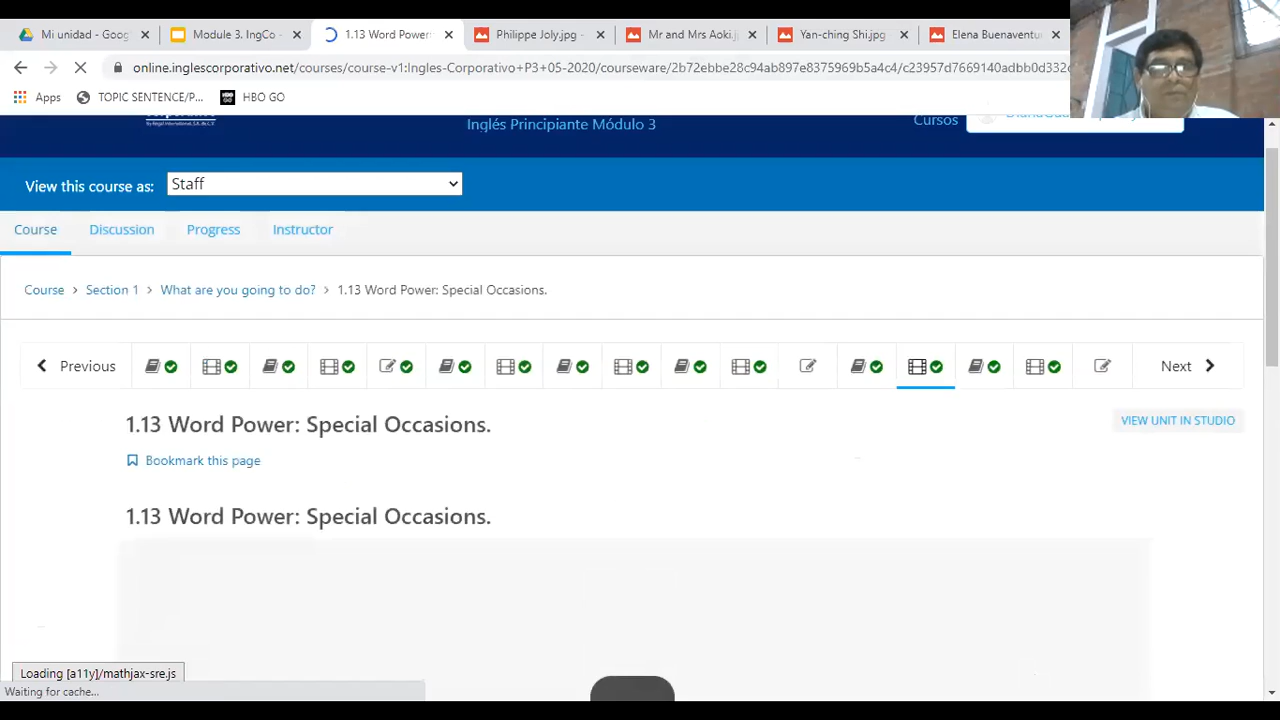 Mi unidad - Goog
Module 3. IngCo
1.13 Word Power:
Philippe Joly.jpg
Mr and Mrs Aoki.j
Yan-ching Shi.jpg
Elena Buenaventu
online.inglescorporativo.net/courses/course-v1:Ingles-Corporativo+P3+05-2020/courseware/2b72ebbe28c94ab897e8375969b5a4c4/c23957d7669140adbb0d332c
Apps
TOPIC SENTENCE/P...
HBO GO
Inglés Principiante Módulo 3
Cursos
View this course as:
Staff
Course
Discussion
Progress
Instructor
Course > Section 1 > What are you going to do? > 1.13 Word Power: Special Occasions.
Previous
Next
1.13 Word Power: Special Occasions.
VIEW UNIT IN STUDIO
Bookmark this page
1.13 Word Power: Special Occasions.
Loading [a11y]/mathjax-sre.js
Waiting for cache...